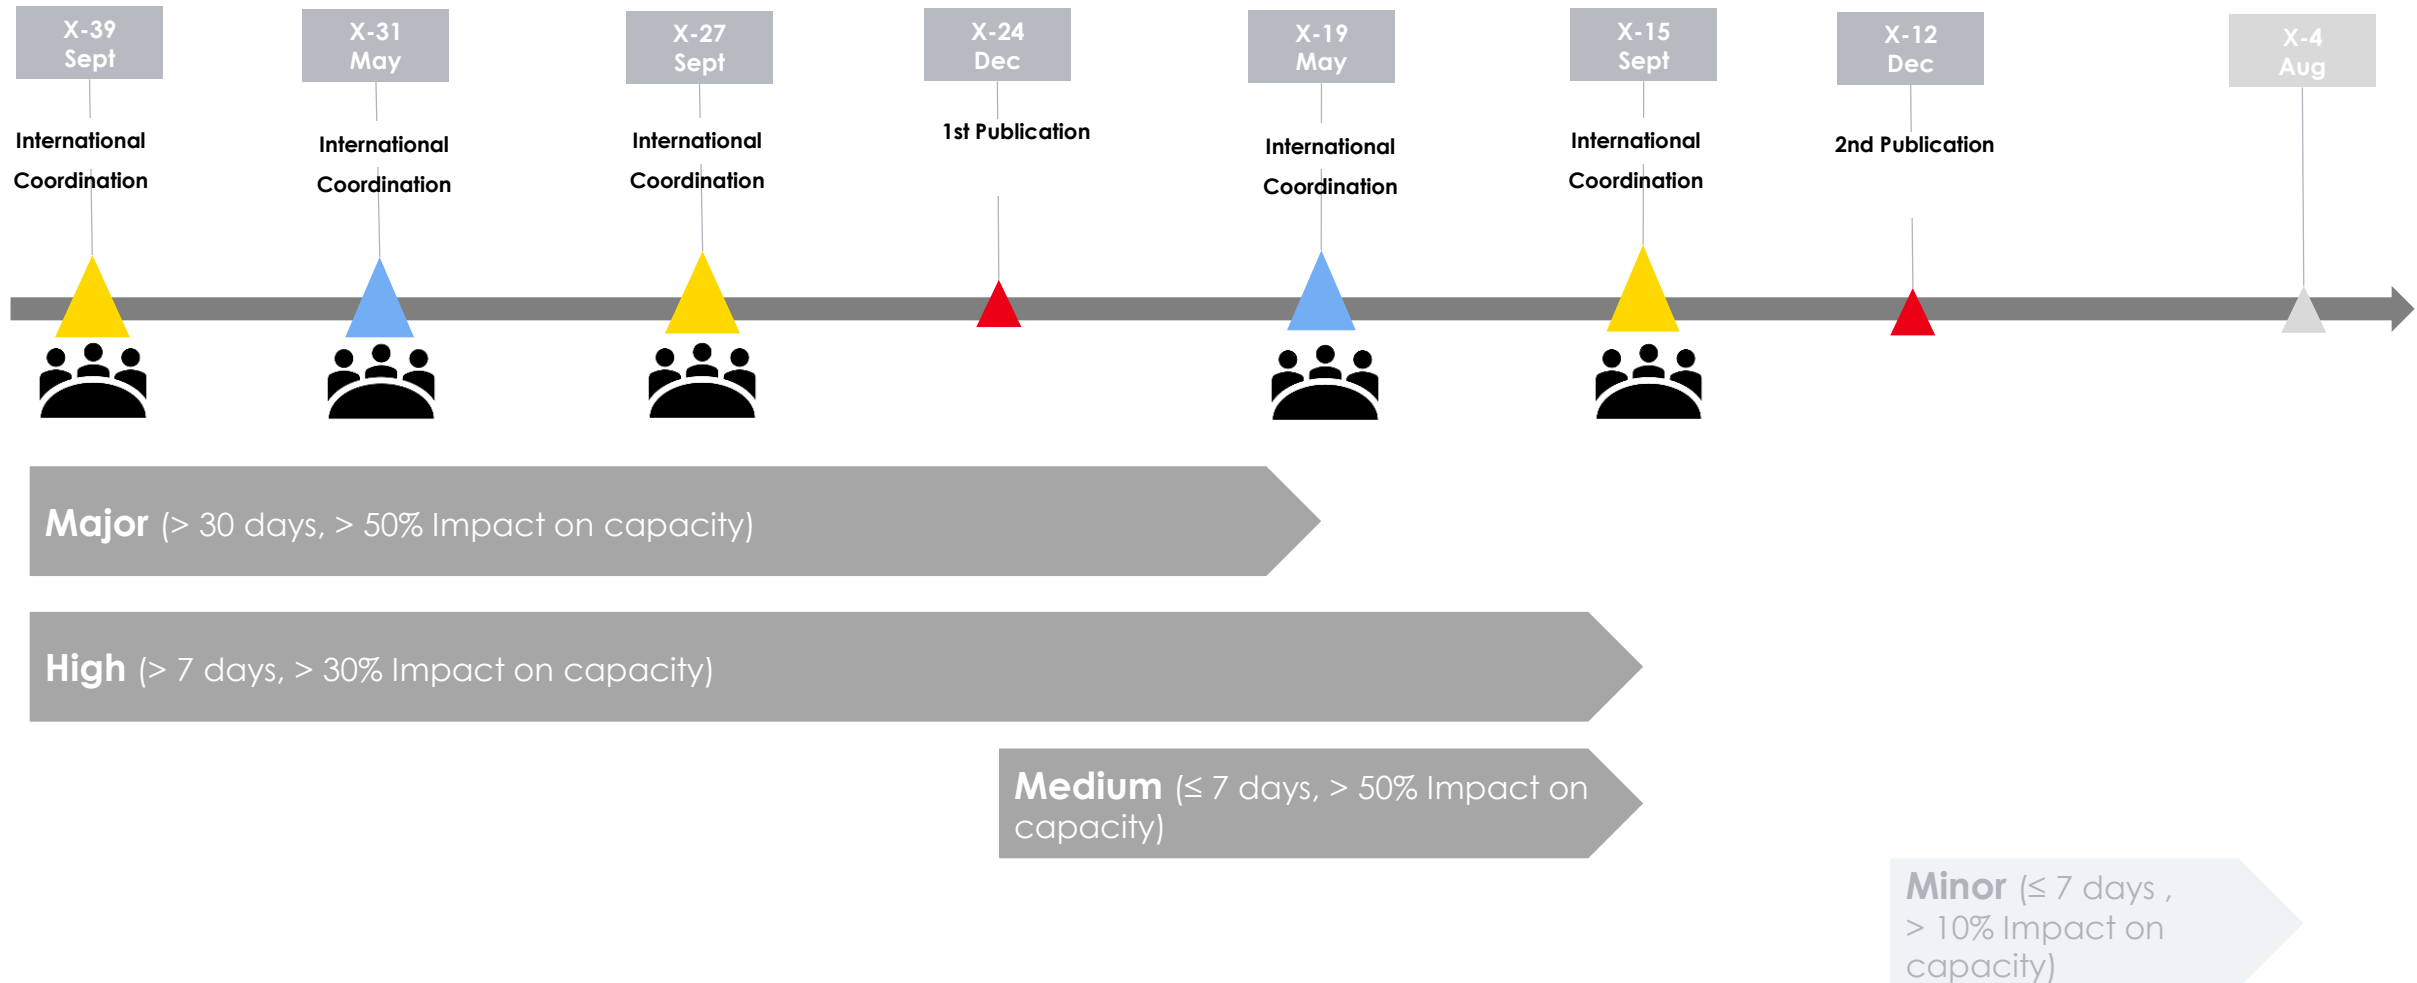 X-39
Sept
X-31
May
X-27
Sept
X-24
Dec
X-19
May
X-15
Sept
X-12
Dec
X-4
Aug
International
Coordination
International
Coordination
International
Coordination
1st Publication
International
Coordination
International
Coordination
2nd Publication
Major (> 30 days, > 50% Impact on capacity)
High (> 7 days, > 30% Impact on capacity)
Medium (≤ 7 days, > 50% Impact on
capacity)
Minor (≤ 7 days ,
> 10% Impact on
capacity)